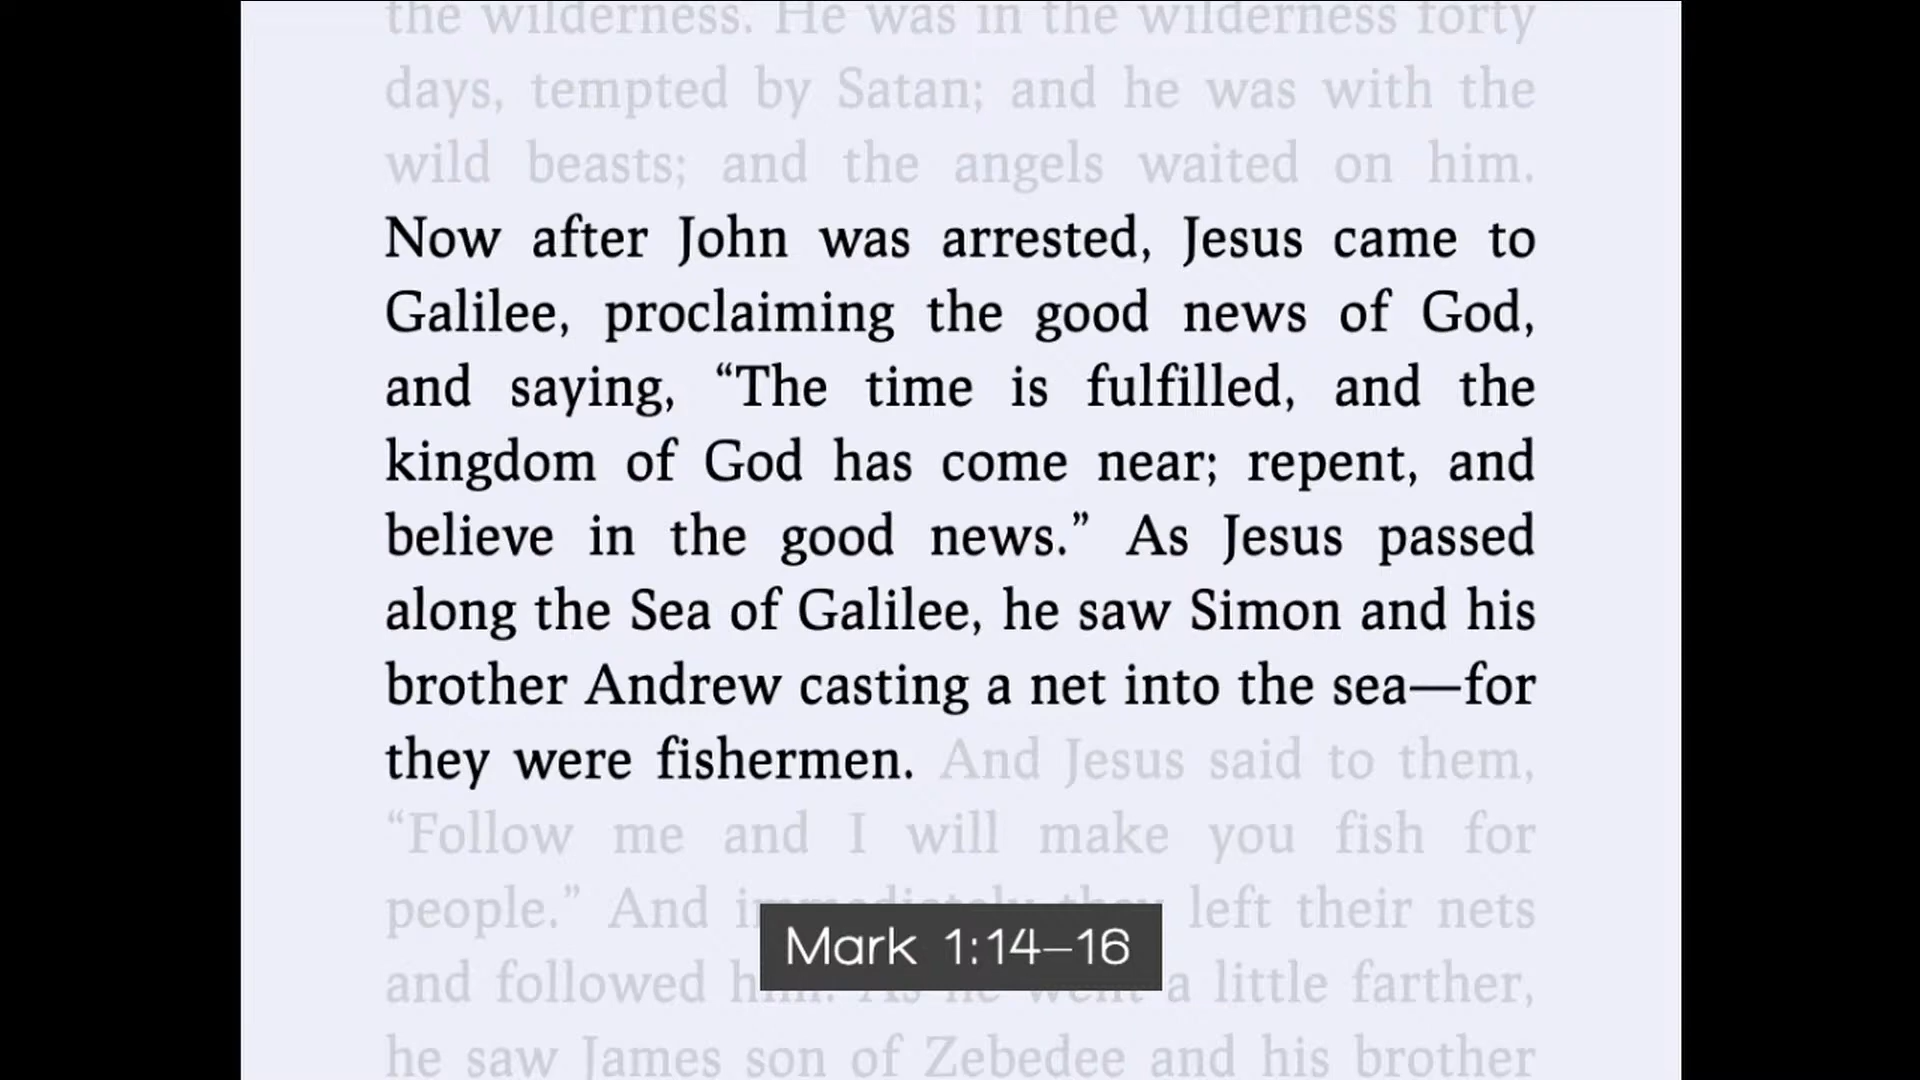 the wilderness. He was in the wilderness forty
days, tempted by Satan; and he was with the
wild beasts; and the angels waited on him.
Now after John was arrested, Jesus came to
Galilee, proclaiming the good news of God,
and saying, “The time is fulfilled, and the
kingdom of God has come near; repent, and
believe in the good news.” As Jesus passed
along the Sea of Galilee, he saw Simon and his
brother Andrew casting a net into the sea—for
they were fishermen. And Jesus said to them,
“Follow me and I will make you fish for
people.” And immediately they left their nets
and followed him. As he went a little farther,
he saw James son of Zebedee and his brother
Mark 1:14–16